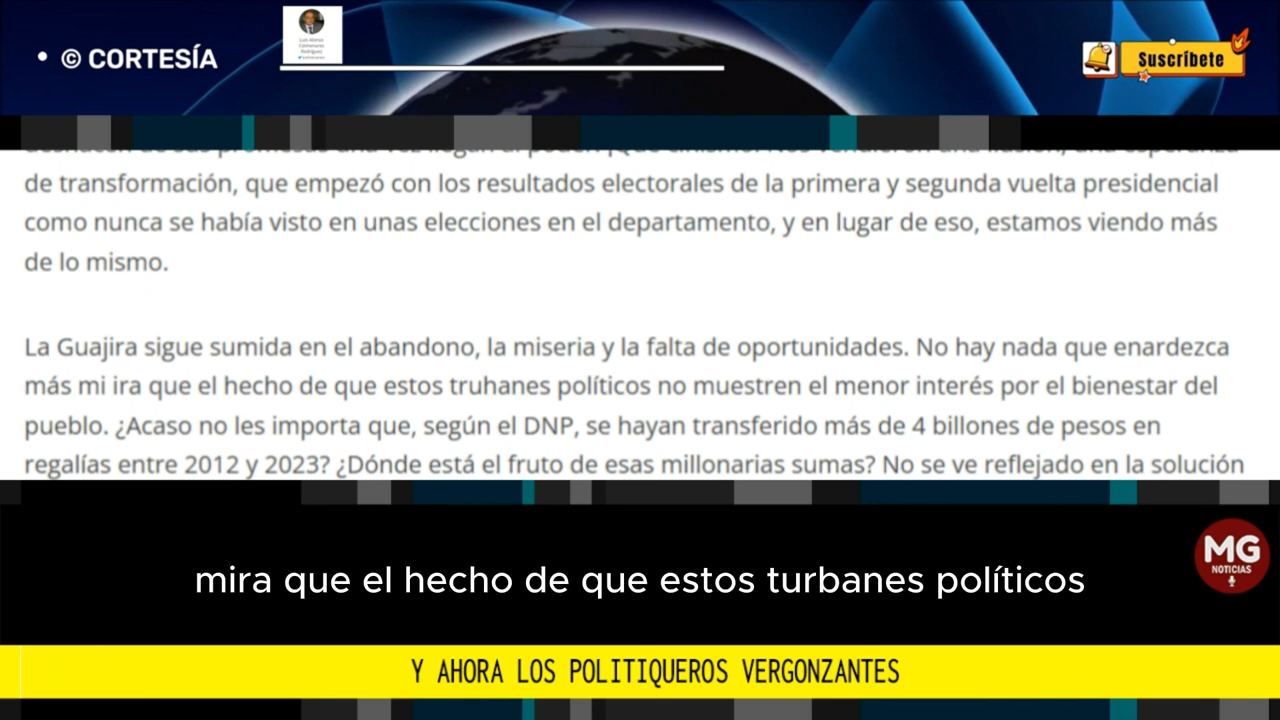 • © CORTESÍA
Luis Alonso
Colmenares
Rodríguez
Suscríbete
de transformación, que empezó con los resultados electorales de la primera y segunda vuelta presidencial
como nunca se había visto en unas elecciones en el departamento, y en lugar de eso, estamos viendo más
de lo mismo.
La Guajira sigue sumida en el abandono, la miseria y la falta de oportunidades. No hay nada que enardezca
más mi ira que el hecho de que estos truhanes políticos no muestren el menor interés por el bienestar del
pueblo. ¿Acaso no les importa que, según el DNP, se hayan transferido más de 4 billones de pesos en
regalías entre 2012 y 2023? ¿Dónde está el fruto de esas millonarias sumas? No se ve reflejado en la solución
MG
NOTICIAS
mira que el hecho de que estos turbanes políticos
Y AHORA LOS POLITIQUEROS VERGONZANTES